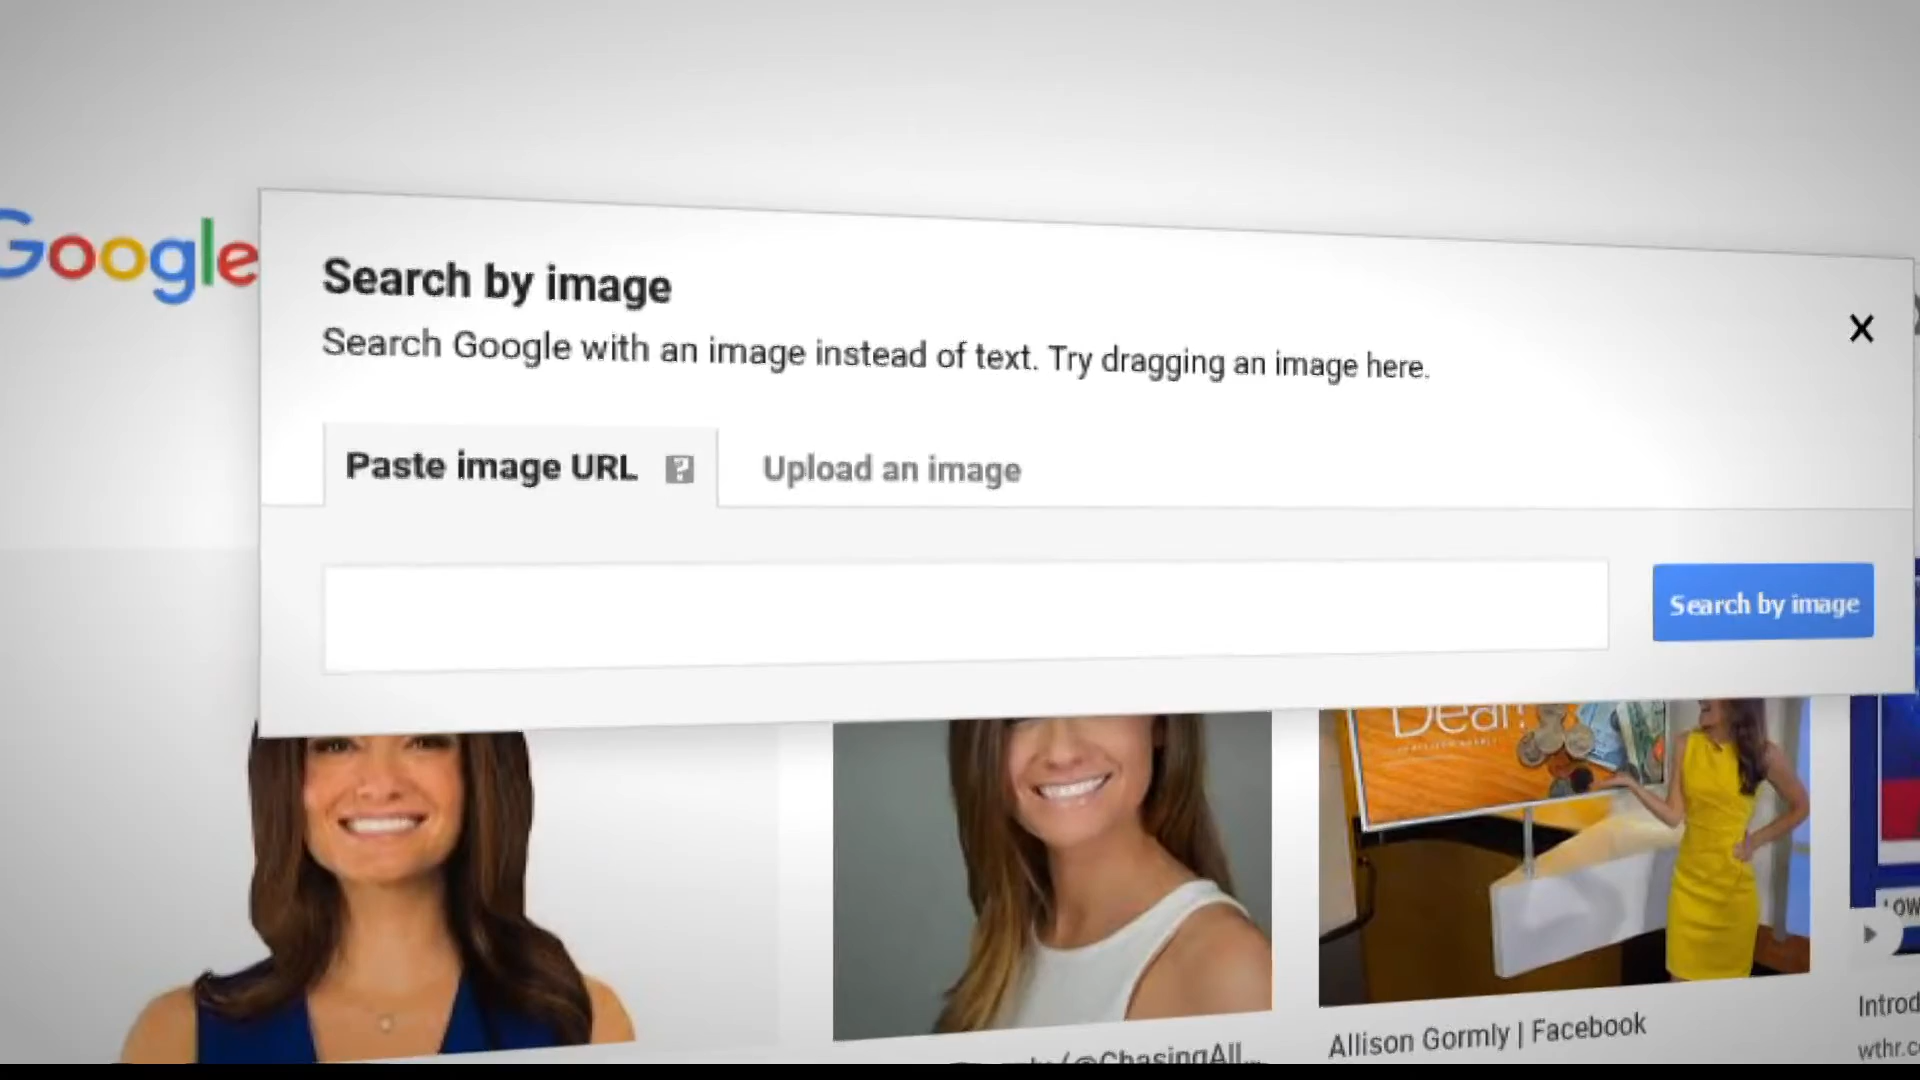 Google
Search by image
Search Google with an image instead of text. Try dragging an image here.
Paste image URL ?
Upload an image
Search by image
Dear!
Allison Gormly | Facebook